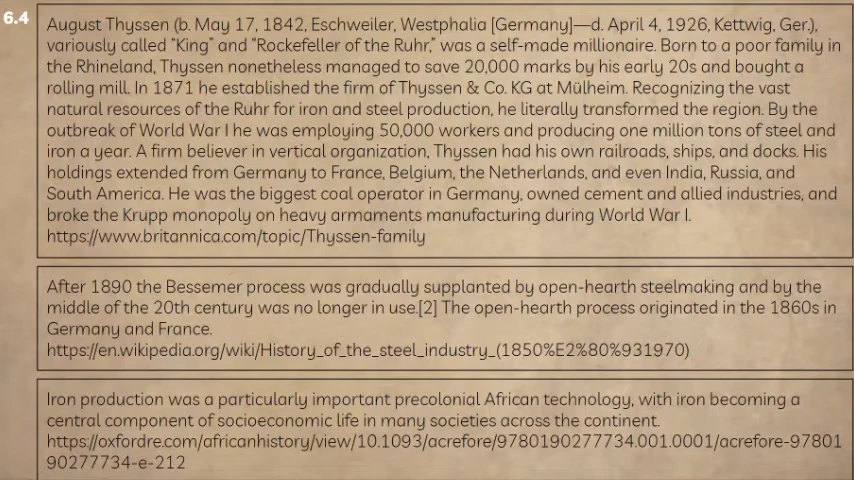 6.4
August Thyssen (b. May 17, 1842, Eschweiler, Westphalia [Germany]—d. April 4, 1926, Kettwig, Ger.),
variously called “King” and “Rockefeller of the Ruhr,” was a self-made millionaire. Born to a poor family in
the Rhineland, Thyssen nonetheless managed to save 20,000 marks by his early 20s and bought a
rolling mill. In 1871 he established the firm of Thyssen & Co. KG at Mülheim. Recognizing the vast
natural resources of the Ruhr for iron and steel production, he literally transformed the region. By the
outbreak of World War I he was employing 50,000 workers and producing one million tons of steel and
iron a year. A firm believer in vertical organization, Thyssen had his own railroads, ships, and docks. His
holdings extended from Germany to France, Belgium, the Netherlands, and even India, Russia, and
South America. He was the biggest coal operator in Germany, owned cement and allied industries, and
broke the Krupp monopoly on heavy armaments manufacturing during World War I.
https://www.britannica.com/topic/Thyssen-family
After 1890 the Bessemer process was gradually supplanted by open-hearth steelmaking and by the
middle of the 20th century was no longer in use.[2] The open-hearth process originated in the 1860s in
Germany and France.
https://en.wikipedia.org/wiki/History_of_the_steel_industry_(1850%E2%80%931970)
Iron production was a particularly important precolonial African technology, with iron becoming a
central component of socioeconomic life in many societies across the continent.
https://oxfordre.com/africanhistory/view/10.1093/acrefore/9780190277734.001.0001/acrefore-97801
90277734-e-212